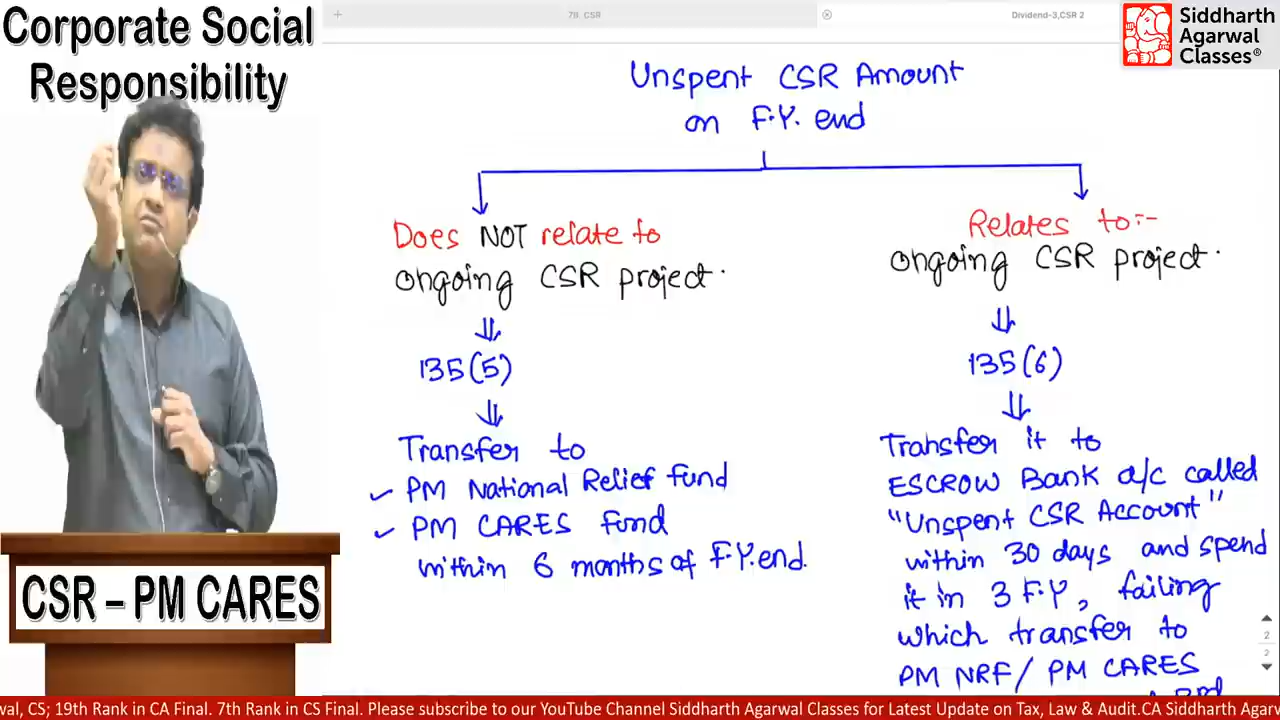 Corporate Social
Responsibility
78. CSR
Dividend-3,CSR 2
Siddharth
Agarwal
Classes®
Unspent CSR Amount
on F.Y. end
Does NOT relate to
ongoing CSR project.
135(5)
Transfer to
PM National Relief fund
PM CARES fund
within 6 months of F.Y.end.
Relates to:-
ongoing CSR project.
135(6)
Transfer it to
ESCROW Bank a/c called
"Unspent CSR Account"
within 30 days and spend
it in 3 F.Y, failing
which transfer to
PM NRF/ PM CARES
2
2
CSR – PM CARES
wal, CS; 19th Rank in CA Final. 7th Rank in CS Final. Please subscribe to our YouTube Channel Siddharth Agarwal Classes for Latest Update on Tax, Law & Audit.CA Siddharth Agarw